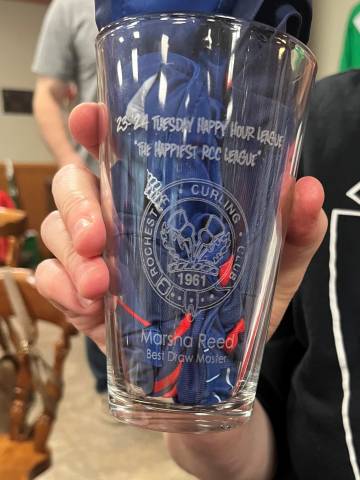 23-24 Tuesday Happy Hour League
"The Happiest RCC League"
ROCHESTER CURLING CLUB
1961
Marsha Reed
Best Draw Master